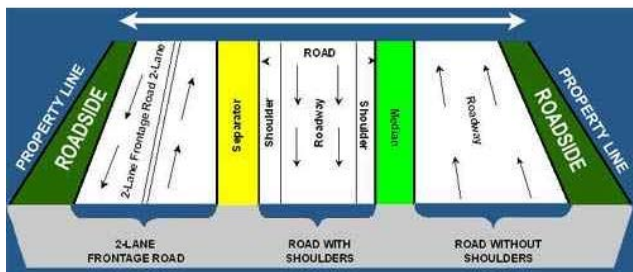 PROPERTY LINE
ROADSIDE
2-Lane Frontage Road 2-Lane
Separator
ROAD
Shoulder
Roadway
Shoulder
Median
Roadway
ROADSIDE
PROPERTY LINE
2-LANE
FRONTAGE ROAD
ROAD WITH
SHOULDERS
ROAD WITHOUT
SHOULDERS